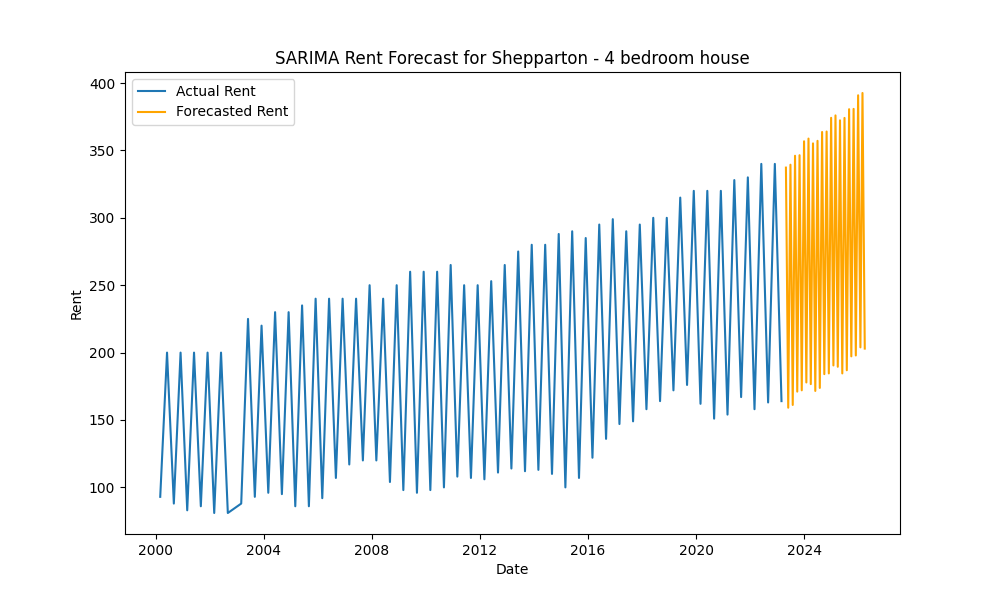 SARIMA Rent Forecast for Shepparton - 4 bedroom house
Actual Rent
Forecasted Rent
400
350
300
250
200
150
100
Rent
2000
2004
2008
2012
2016
2020
2024
Date